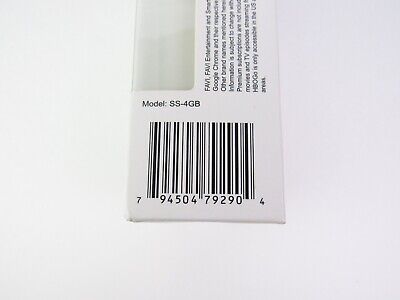 FAVI, FAVI Entertainment and Smar
Google Chrome and their respective
Other brand names mentioned herein
Information is subject to change with
Premium subscriptions are not includ
movies and TV episodes streaming f
HBOGo is only accessible in the US a
areas.
Model: SS-4GB
7 94504 79290 4